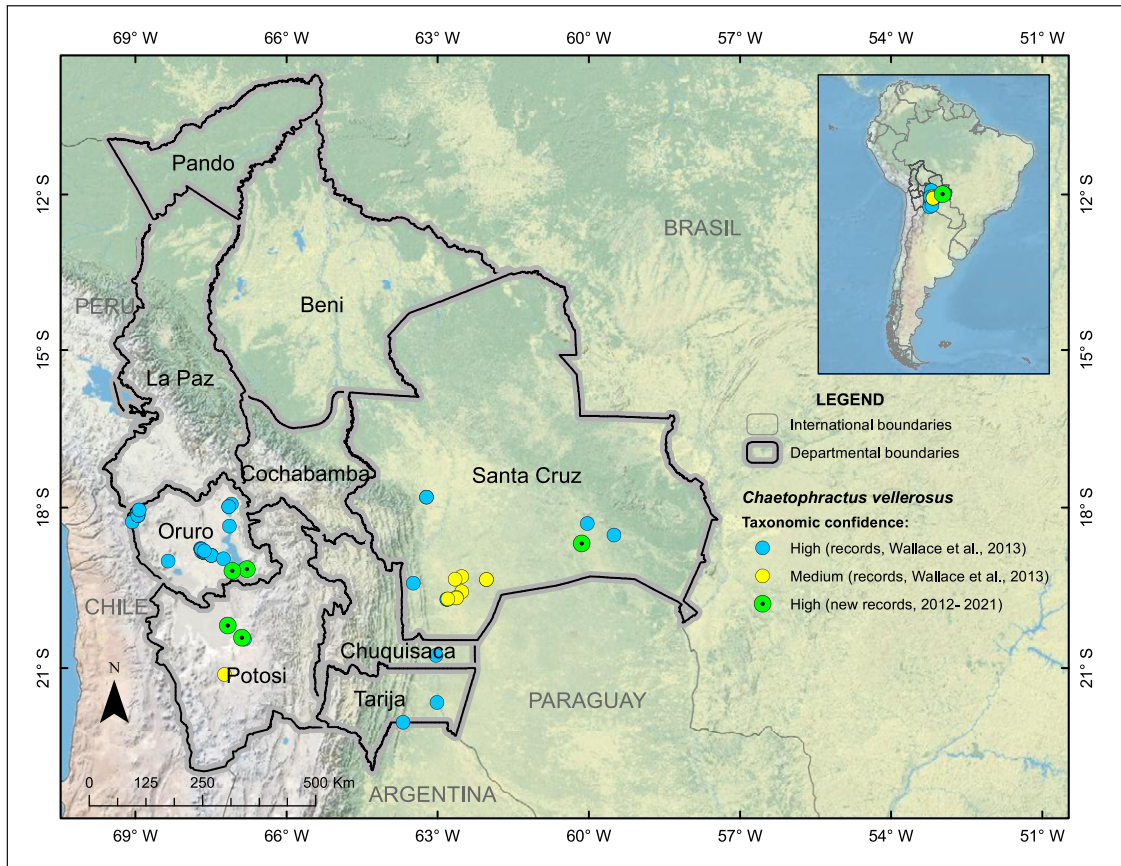 69° W 66° W 63° W 60° W 57° W 54° W 51° W
12° S
15° S
18° S
21° S
12° S
15° S
18° S
21° S
Pando
BRASIL
PERU
Beni
La Paz
Cochabamba
Santa Cruz
Oruro
CHILE
Chuquisaca
Potosi
Tarija
PARAGUAY
ARGENTINA
N
0 125 250 500 Km
LEGEND
International boundaries
Departmental boundaries
Chaetophractus vellerosus
Taxonomic confidence:
High (records, Wallace et al., 2013)
Medium (records, Wallace et al., 2013)
High (new records, 2012- 2021)
69° W 66° W 63° W 60° W 57° W 54° W 51° W